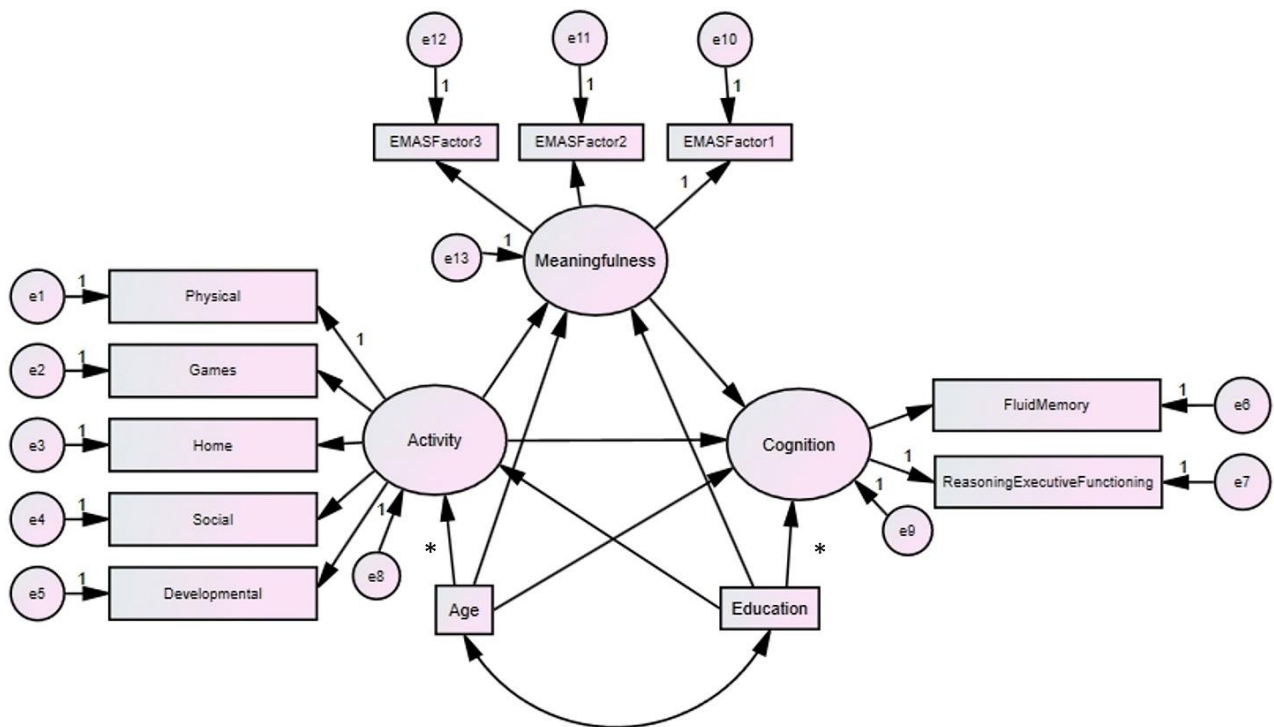 e12
e11
e10
1
1
1
EMASFactor3
EMASFactor2
EMASFactor1
1
e13
1
Meaningfulness
e1
1
Physical
1
e2
1
Games
e3
1
Home
Activity
Cognition
FluidMemory
1
e6
e4
1
Social
1
ReasoningExecutiveFunctioning
1
e7
1
1
e9
e5
1
Developmental
e8
*
*
Age
Education